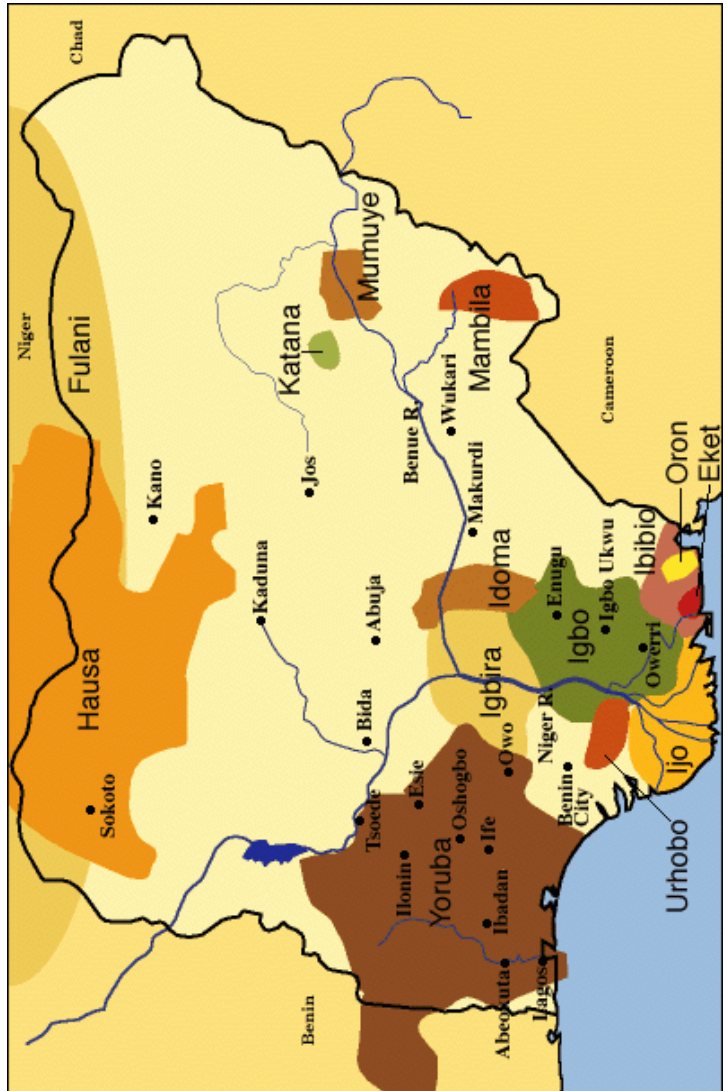 Niger
Chad
Fulani
Hausa
Sokoto
Kano
Kaduna
Jos
Katana
Mumuye
Bida
Abuja
Benue R.
Tsoede
Esie
Ilonin
Yoruba
Oshogbo
Ife
Ibadan
Abeokuta
Lagos
Benin
Owo
Igbira
Idoma
Makurdi
Wukari
Mambila
Niger R.
Benin
City
Enugu
Igbo
Igbo Ukwu
Owerri
Ibibio
Cameroon
Urhobo
Ijo
Oron
Eket